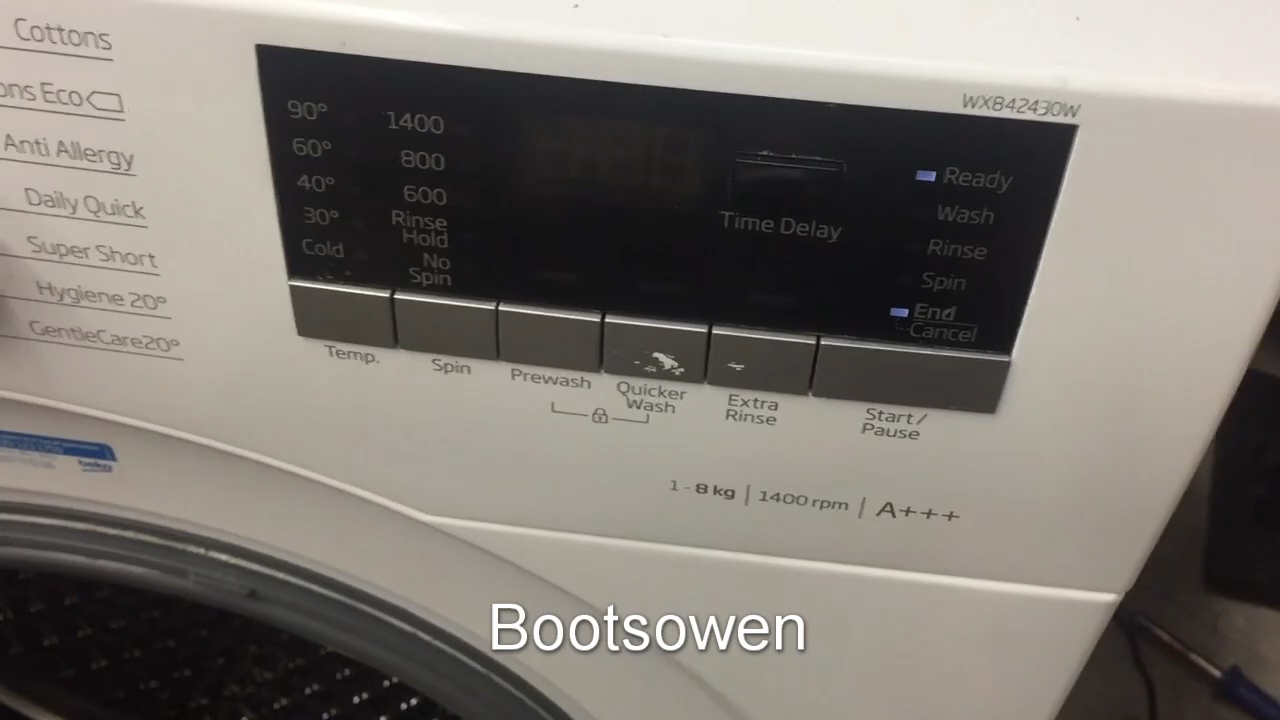 Cottons
ons Eco
Anti Allergy
Daily Quick
Super Short
Hygiene 20°
GentleCare20°
90°
60°
40°
30°
Cold
1400
800
600
Rinse
Hold
No
Spin
Time Delay
WX842430W
Ready
Wash
Rinse
Spin
End
Cancel
Temp.
Spin
Prewash
Quicker
Wash
Extra
Rinse
Start/
Pause
1 - 8 kg | 1400 rpm | A+++
beko
Bootsowen